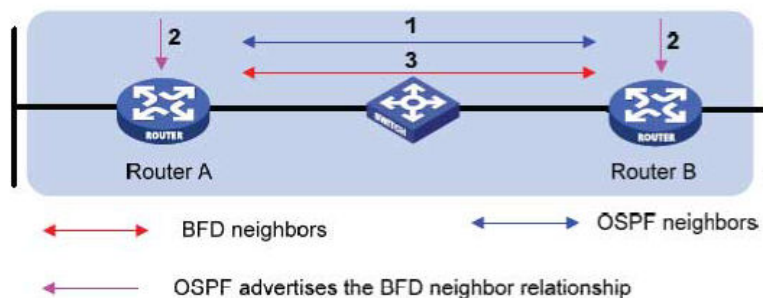 1
2
2
3
ROUTER
SWITCH
ROUTER
Router A
Router B
BFD neighbors
OSPF neighbors
OSPF advertises the BFD neighbor relationship